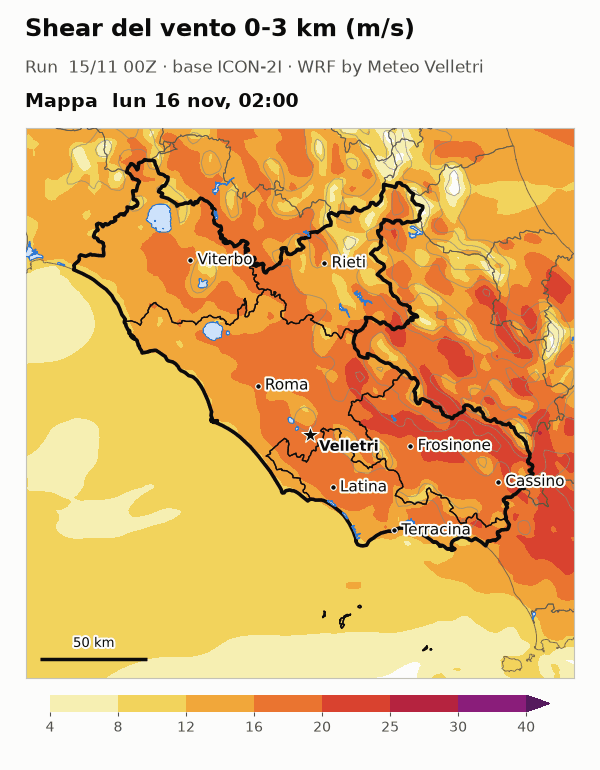 Shear del vento 0-3 km (m/s)
Run  15/11 00Z · base ICON-2I · WRF by Meteo Velletri
Mappa  lun 16 nov, 02:00
Viterbo
Rieti
Roma
Velletri
Frosinone
Cassino
Latina
Terracina
50 km
4 8 12 16 20 25 30 40